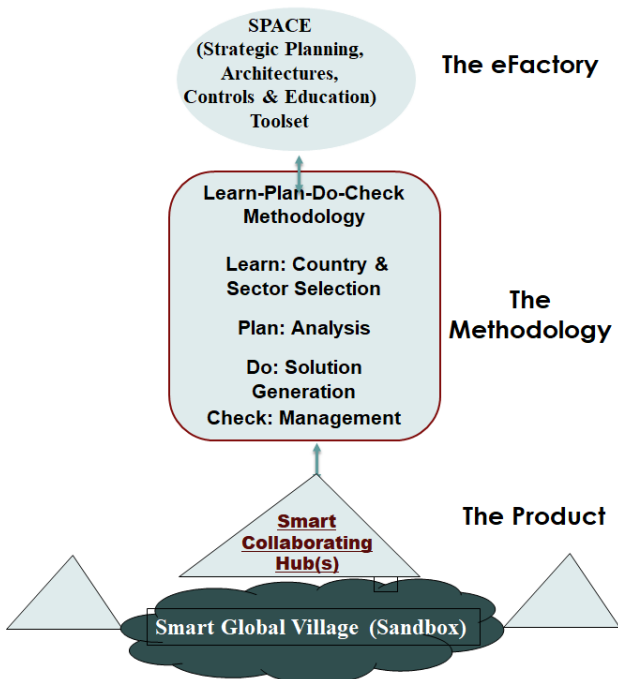 SPACE
(Strategic Planning,
Architectures,
Controls & Education)
Toolset
The eFactory
Learn-Plan-Do-Check
Methodology
Learn: Country &
Sector Selection
Plan: Analysis
Do: Solution
Generation
Check: Management
The
Methodology
Smart
Collaborating
Hub(s)
The Product
Smart Global Village (Sandbox)